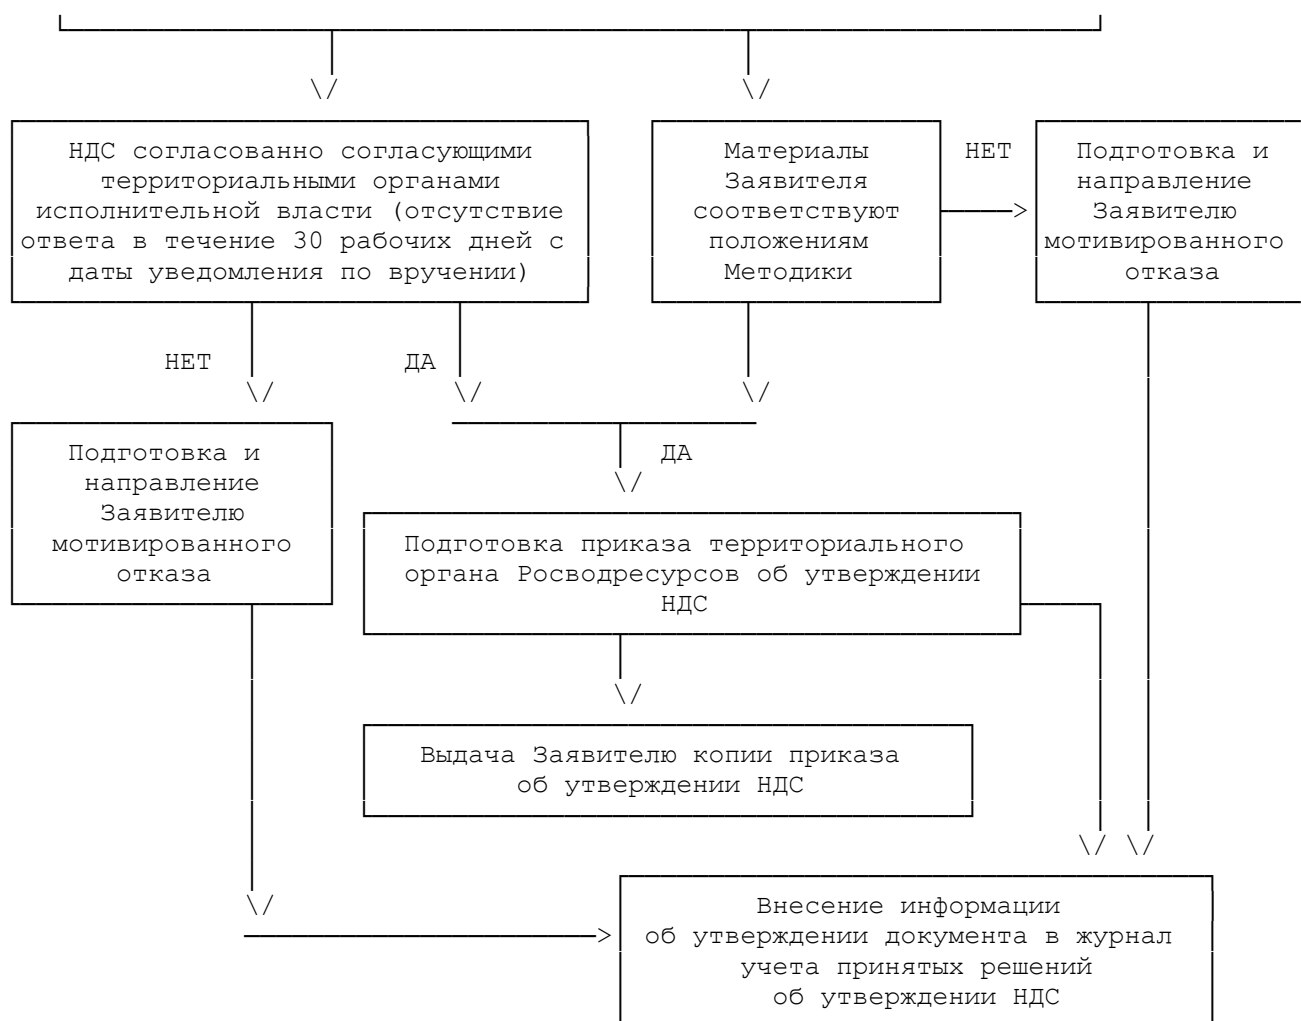 НДС согласованно согласующими
территориальными органами
исполнительной власти (отсутствие
ответа в течение 30 рабочих дней с
даты уведомления по вручении)
Материалы
Заявителя
соответствуют
положениям
Методики
НЕТ
Подготовка и
направление
Заявителю
мотивированного
отказа
НЕТ
ДА
Подготовка и
направление
Заявителю
мотивированного
отказа
ДА
Подготовка приказа территориального
органа Росводресурсов об утверждении
НДС
Выдача Заявителю копии приказа
об утверждении НДС
Внесение информации
об утверждении документа в журнал
учета принятых решений
об утверждении НДС